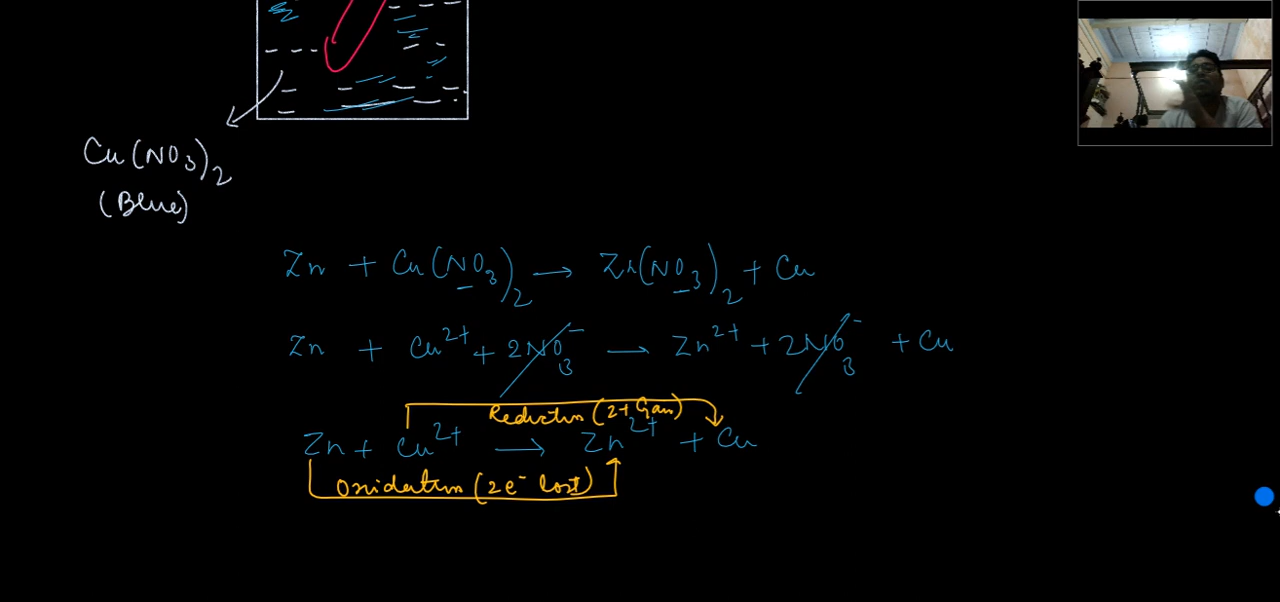 Cu(NO3)2
(Blue)
Zn + Cu(NO3)2 → Zn(NO3)2 + Cu
Zn + Cu2+ + 2NO3− → Zn2+ + 2NO3− + Cu
Reduction (2+ Gain)
Zn + Cu2+ → Zn2+ + Cu
Oxidation (2e− lost)